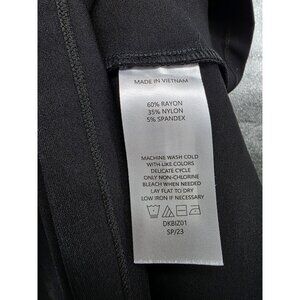 MADE IN VIETNAM
60% RAYON
35% NYLON
5% SPANDEX
MACHINE WASH COLD
WITH LIKE COLORS
DELICATE CYCLE
ONLY NON-CHLORINE
BLEACH WHEN NEEDED
LAY FLAT TO DRY
LOW IRON IF NECESSARY
DKBIZ01
SP/23